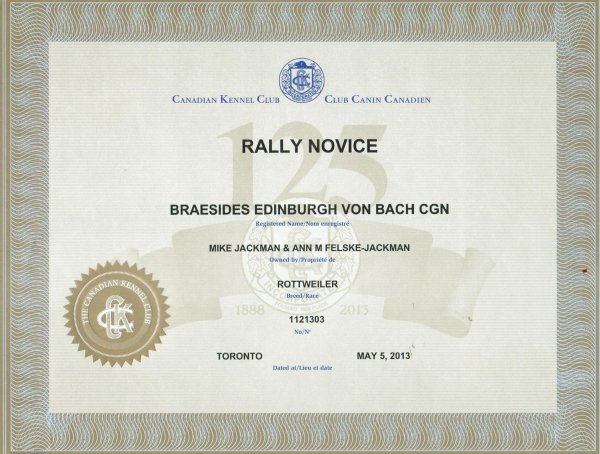 CANADIAN KENNEL CLUB CLUB CANIN CANADIEN
125
RALLY NOVICE
BRAESIDES EDINBURGH VON BACH CGN
Registered Name/Nom enregistré
MIKE JACKMAN & ANN M FELSKE-JACKMAN
Owned by/Propriété de
ROTTWEILER
Breed/Race
1888 2013
1121303
No/Nº
TORONTO MAY 5, 2013
Dated at/Lieu et date
THE CANADIAN KENNEL CLUB
CKC